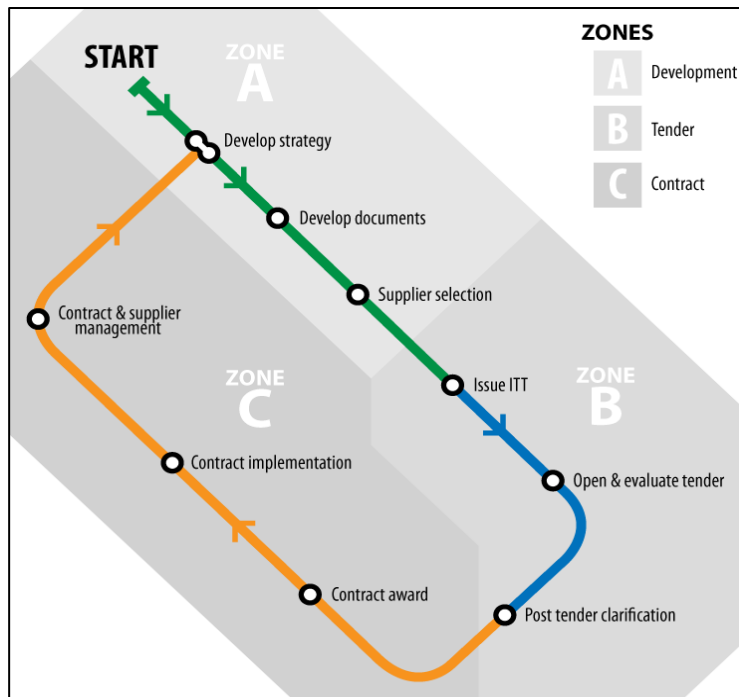 START
ZONE
A
Develop strategy
Develop documents
Supplier selection
Issue ITT
ZONE
B
Open & evaluate tender
Post tender clarification
Contract award
Contract implementation
ZONE
C
Contract & supplier
management
ZONES
A Development
B Tender
C Contract